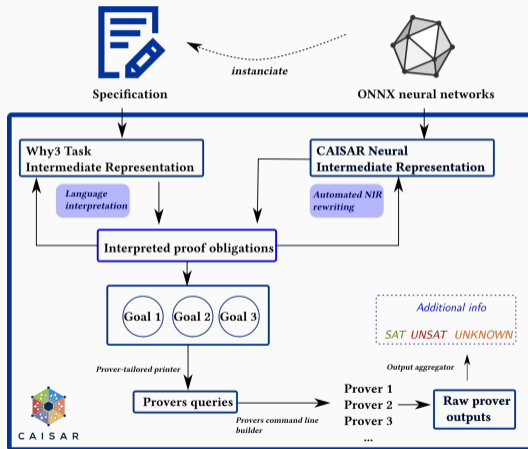 instanciate
Specification
ONNX neural networks
Why3 Task
Intermediate Representation
CAISAR Neural
Intermediate Representation
Language
interpretation
Automated NIR
rewriting
Interpreted proof obligations
Goal 1
Goal 2
Goal 3
Additional info
SAT UNSAT UNKNOWN
Prover-tailored printer
Output aggregator
Provers queries
Provers command line
builder
Prover 1
Prover 2
Prover 3
...
Raw prover
outputs
CAISAR